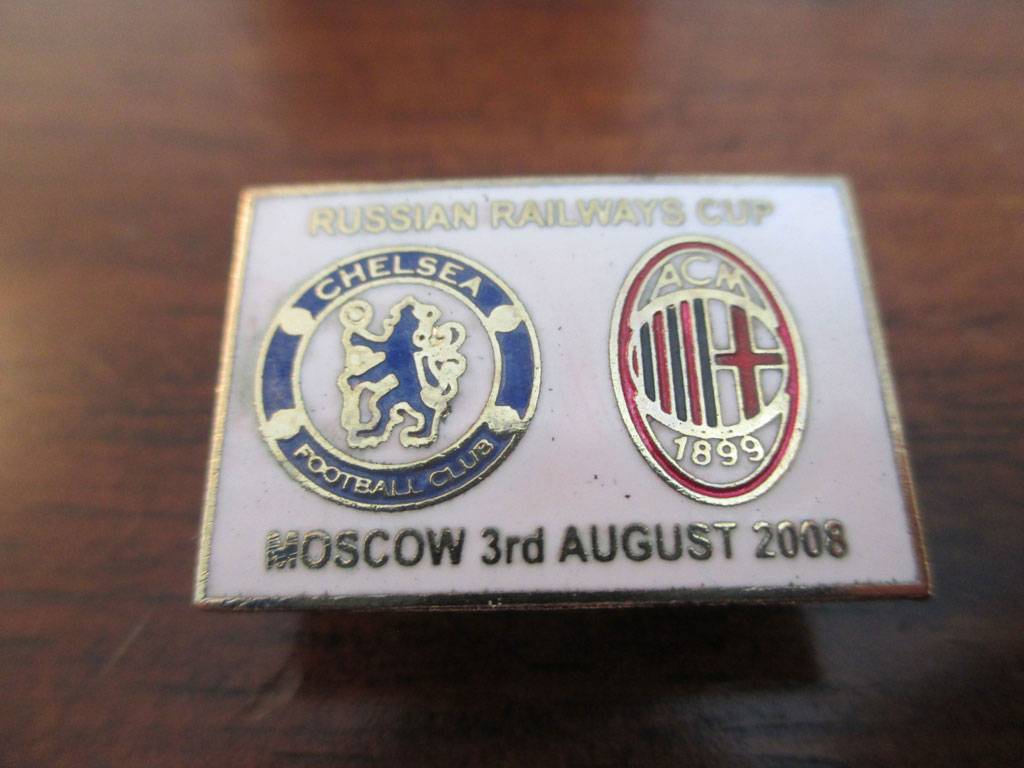 RUSSIAN RAILWAYS CUP
CHELSEA
FOOTBALL CLUB
ACM
1899
MOSCOW 3rd AUGUST 2008